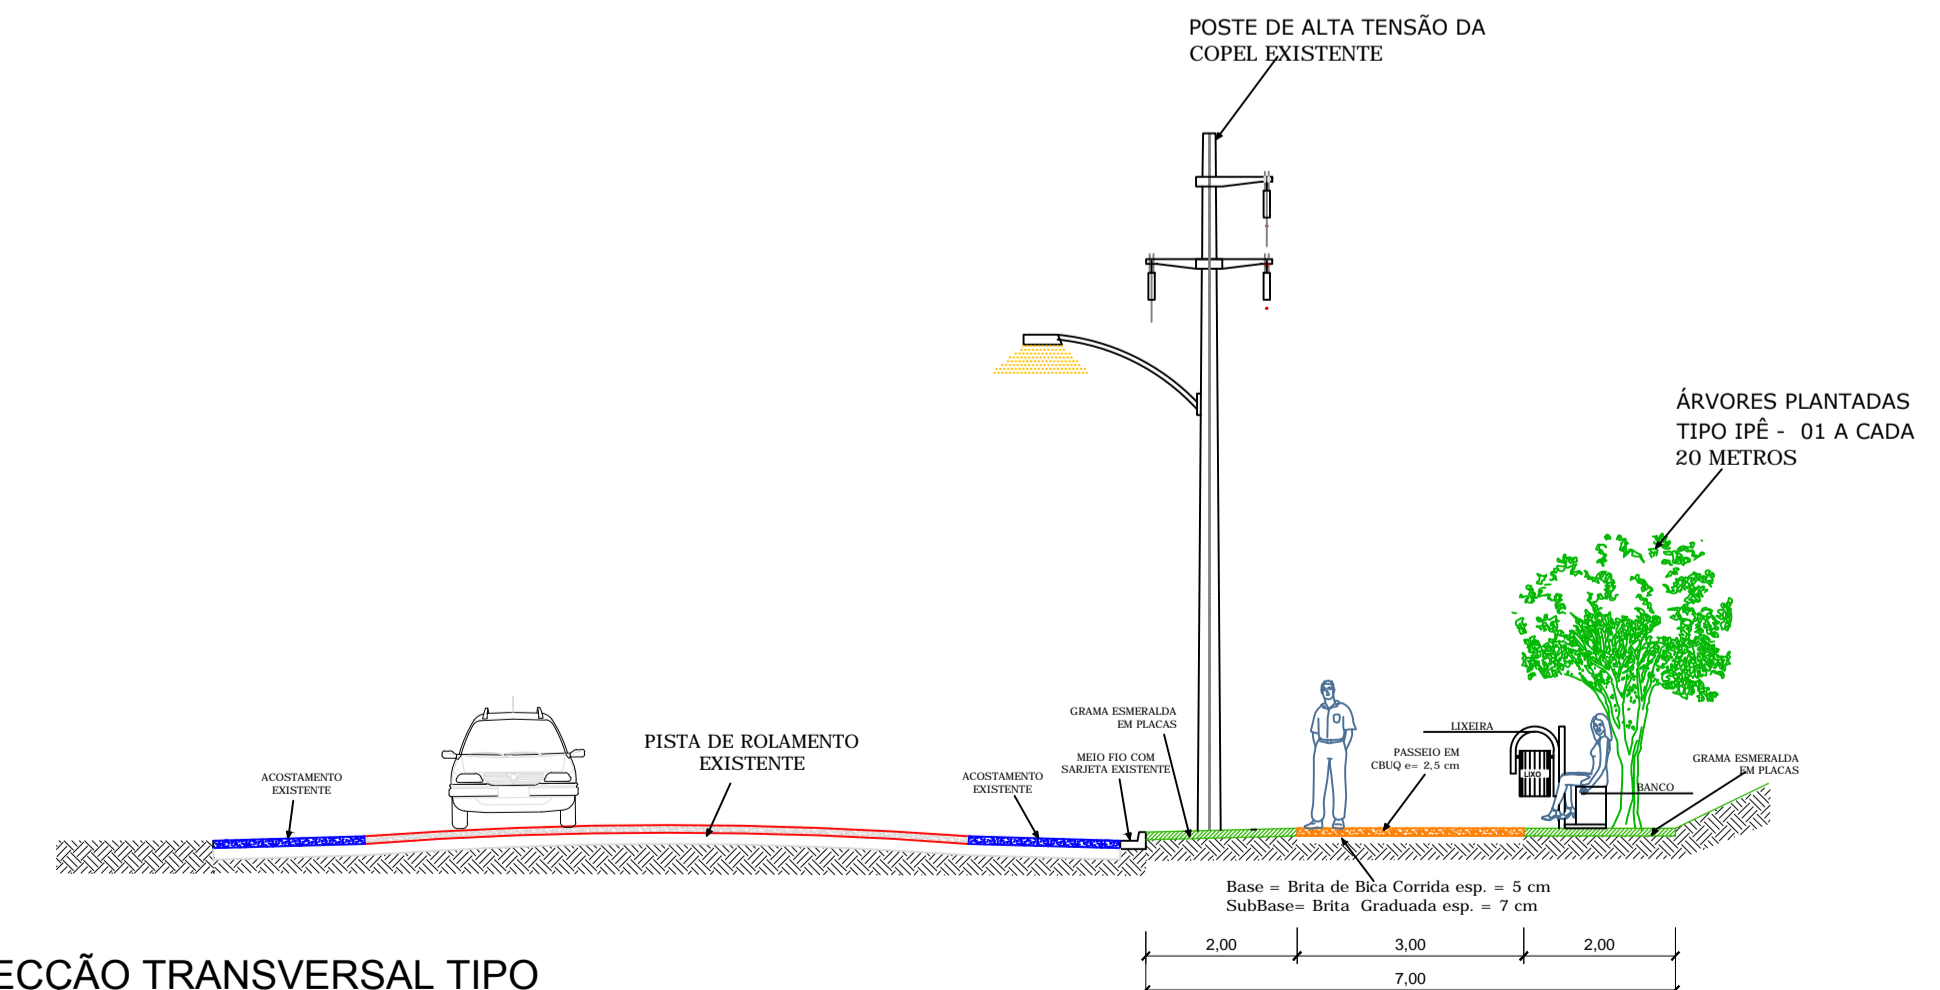 POSTE DE ALTA TENSÃO DA
COPEL EXISTENTE
ÁRVORES PLANTADAS
TIPO IPÊ - 01 A CADA
20 METROS
GRAMA ESMERALDA
EM PLACAS
PISTA DE ROLAMENTO
EXISTENTE
MEIO FIO COM
SARJETA EXISTENTE
ACOSTAMENTO
EXISTENTE
ACOSTAMENTO
EXISTENTE
LIXEIRA
PASSEIO EM
CBUQ e= 2,5 cm
LIXO
GRAMA ESMERALDA
EM PLACAS
BANCO
Base = Brita de Bica Corrida esp. = 5 cm
SubBase= Brita Graduada esp. = 7 cm
2,00
3,00
2,00
7,00
ECÇÃO TRANSVERSAL TIPO